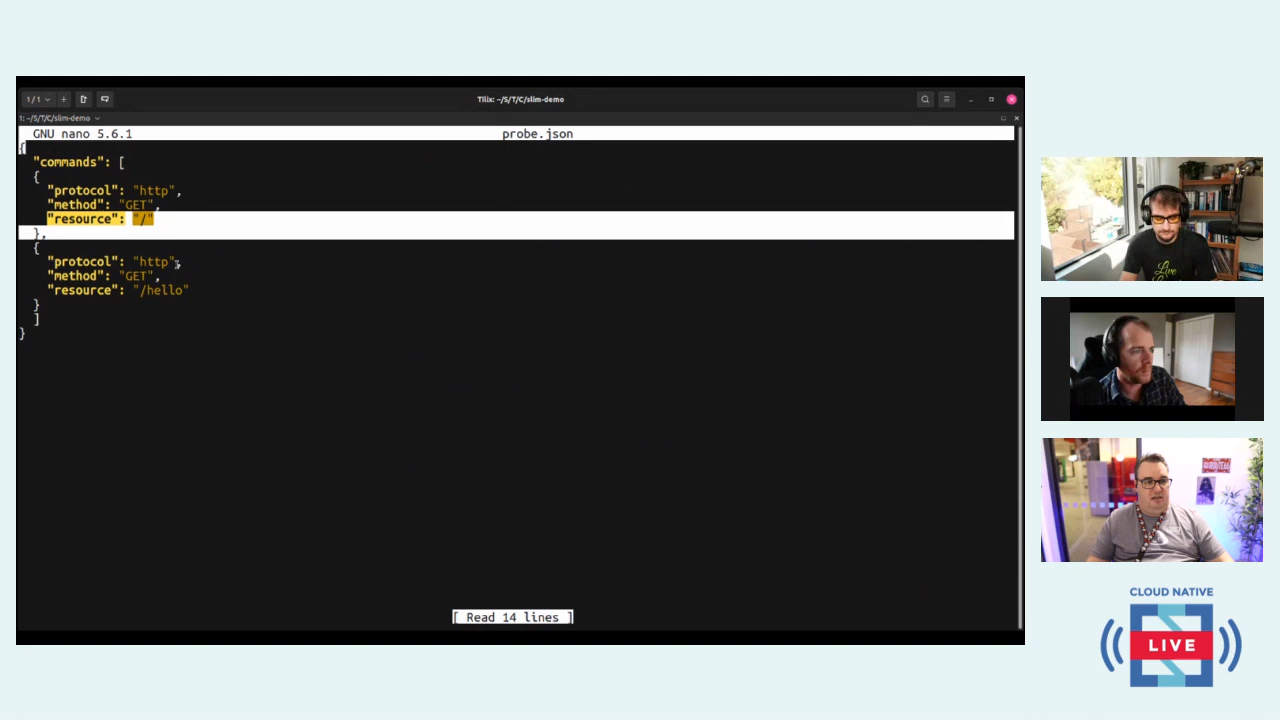 1/1
Tilix: ~/S/T/C/slim-demo
1: ~/S/T/C/slim-demo
GNU nano 5.6.1
probe.json
{
"commands": [
{
"protocol": "http",
"method": "GET",
"resource": "/"
},
{
"protocol": "http",
"method": "GET",
"resource": "/hello"
}
]
}
[ Read 14 lines ]
CLOUD NATIVE
LIVE